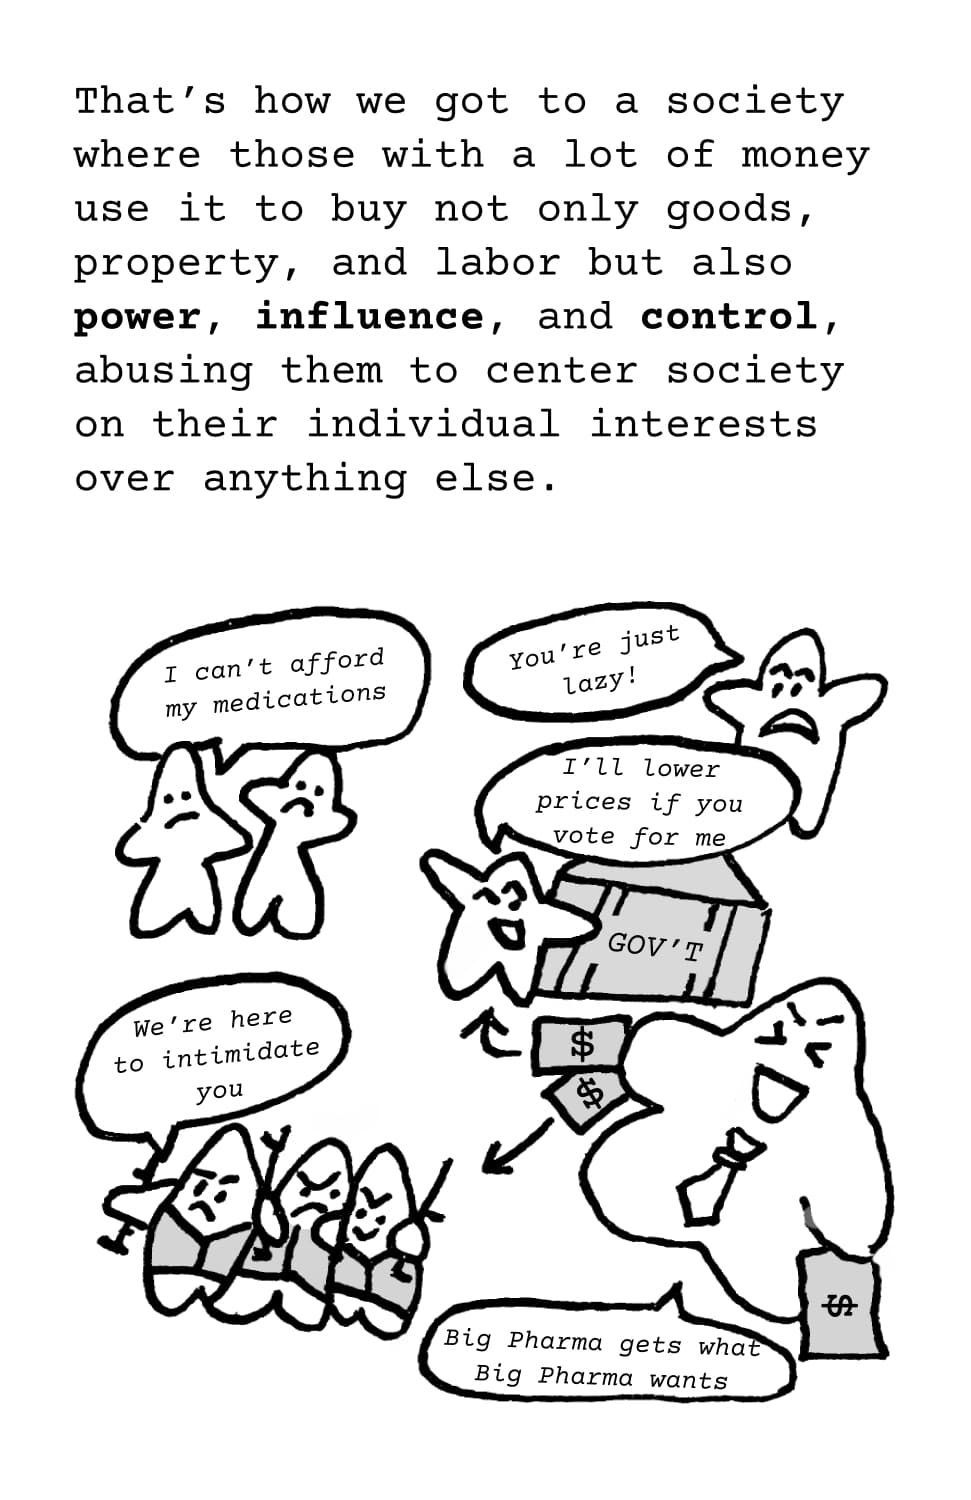 That's how we got to a society
where those with a lot of money
use it to buy not only goods,
property, and labor but also
power, influence, and control,
abusing them to center society
on their individual interests
over anything else.
I can't afford
my medications
You're just
lazy!
I'll lower
prices if you
vote for me
GOV'T
We're here
to intimidate
you
$
$
$
Big Pharma gets what
Big Pharma wants